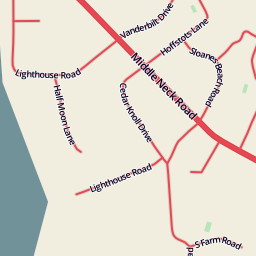 Vanderbilt Drive
Hoffstots Lane
Middle Neck Road
Sloanes Beach Road
Lighthouse Road
Half Moon Lane
Cedar Knoll Drive
Lighthouse Road
S Farm Road